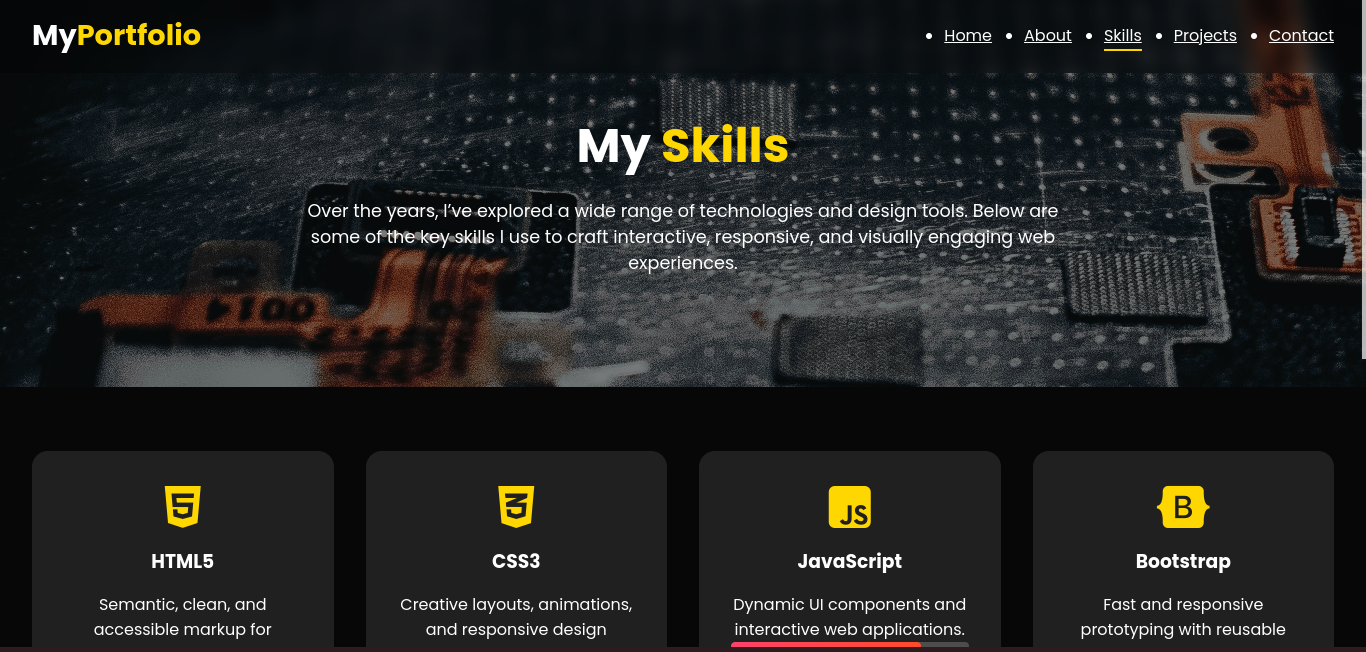 MyPortfolio
Home
About
Skills
Projects
Contact
My Skills
Over the years, I’ve explored a wide range of technologies and design tools. Below are
some of the key skills I use to craft interactive, responsive, and visually engaging web
experiences.
100
5
3
JS
B
HTML5
CSS3
JavaScript
Bootstrap
Semantic, clean, and
accessible markup for
Creative layouts, animations,
and responsive design
Dynamic UI components and
interactive web applications.
Fast and responsive
prototyping with reusable